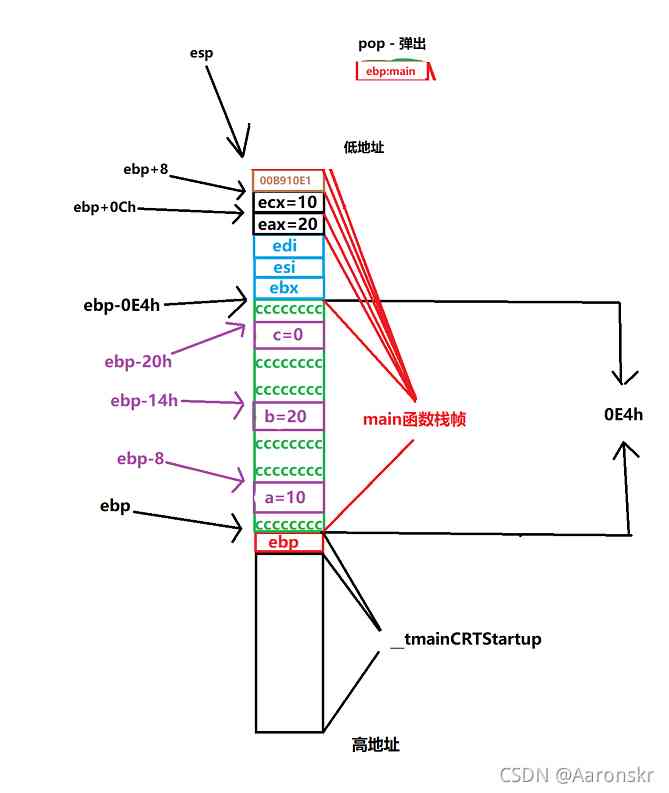 pop - 弹出
esp
ebp:main
低地址
ebp+8
00B910E1
ebp+0Ch
ecx=10
eax=20
edi
esi
ebx
ebp-0E4h
cccccccc
c=0
ebp-20h
cccccccc
cccccccc
ebp-14h
b=20
main函数栈帧
0E4h
cccccccc
ebp-8
cccccccc
a=10
ebp
cccccccc
ebp
__tmainCRTStartup
高地址
CSDN @Aaronskr